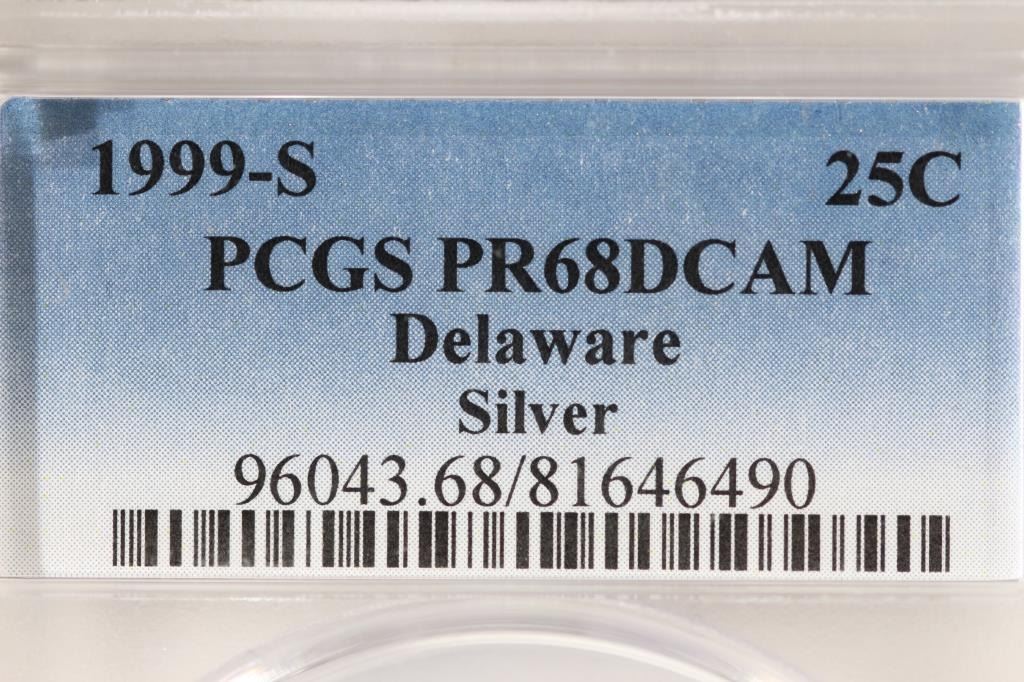 1999-S 25C
PCGS PR68DCAM
Delaware
Silver
96043.68/81646490